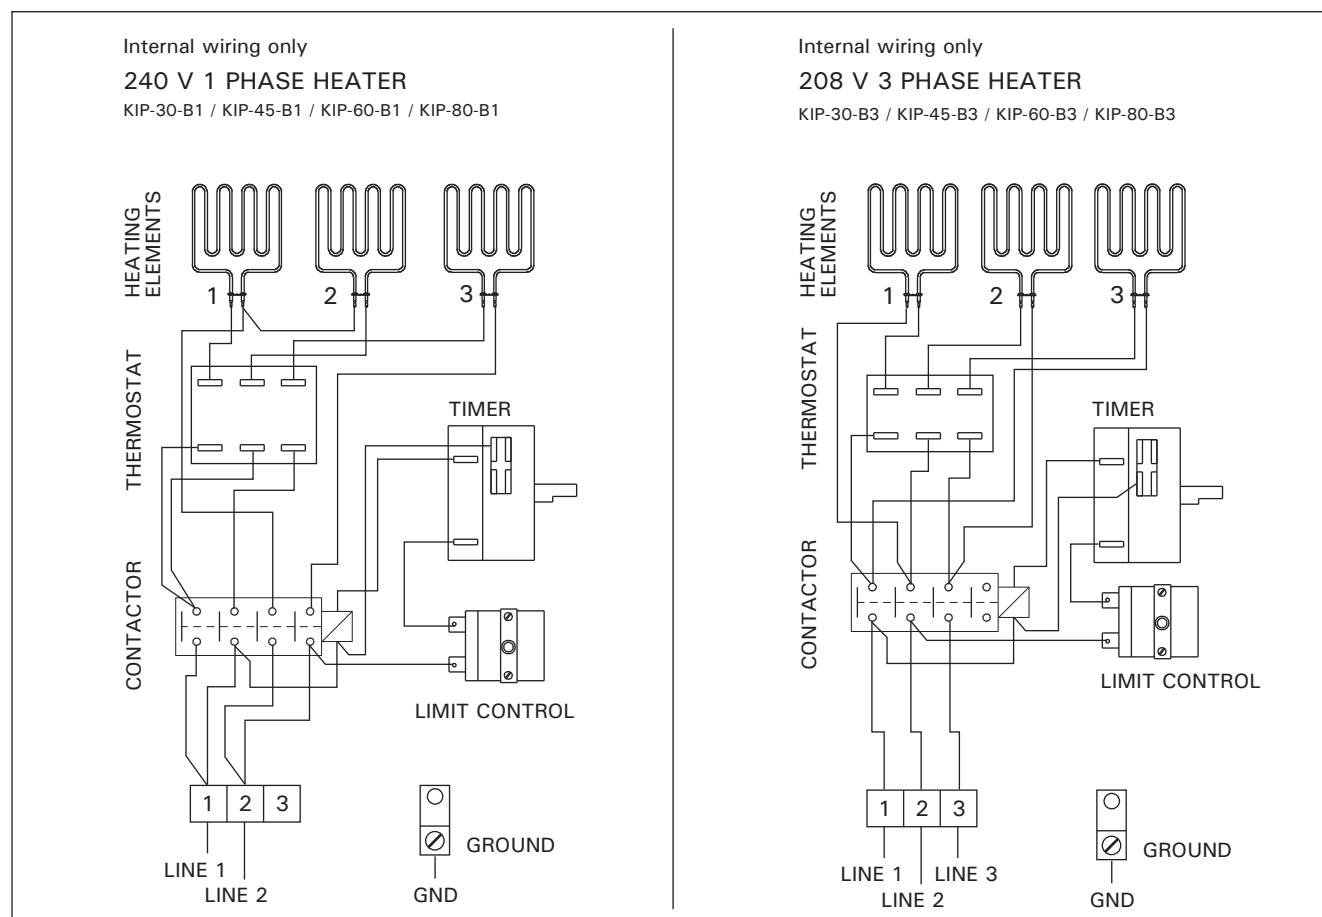 Internal wiring only
240 V 1 PHASE HEATER
KIP-30-B1 / KIP-45-B1 / KIP-60-B1 / KIP-80-B1
HEATING
ELEMENTS
1
2
3
THERMOSTAT
TIMER
CONTACTOR
LIMIT CONTROL
1 2 3
GROUND
LINE 1
LINE 2
GND
Internal wiring only
208 V 3 PHASE HEATER
KIP-30-B3 / KIP-45-B3 / KIP-60-B3 / KIP-80-B3
HEATING
ELEMENTS
1
2
3
THERMOSTAT
TIMER
CONTACTOR
LIMIT CONTROL
1 2 3
GROUND
LINE 1 LINE 3
LINE 2
GND